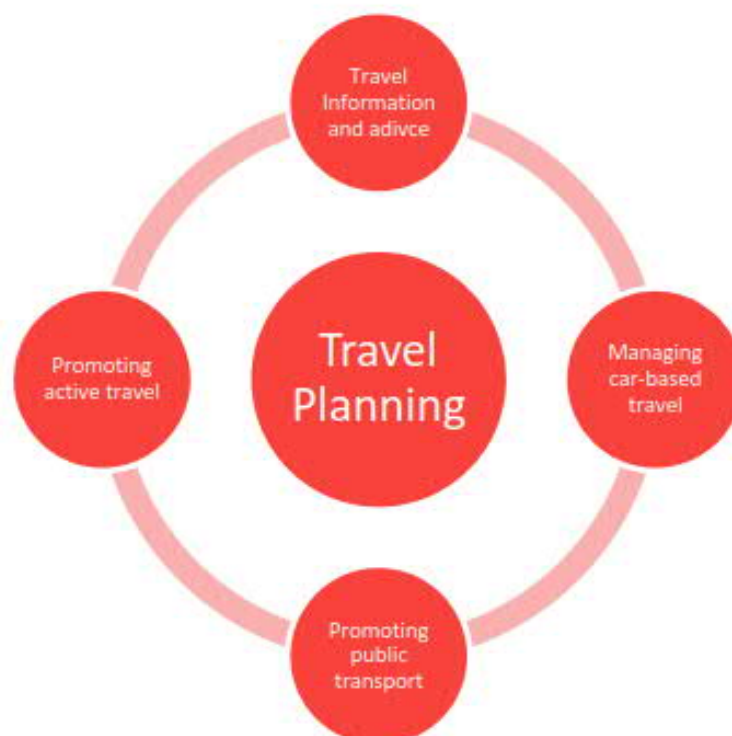 Travel
Information
and adivce
Promoting
active travel
Travel
Planning
Managing
car-based
travel
Promoting
public
transport